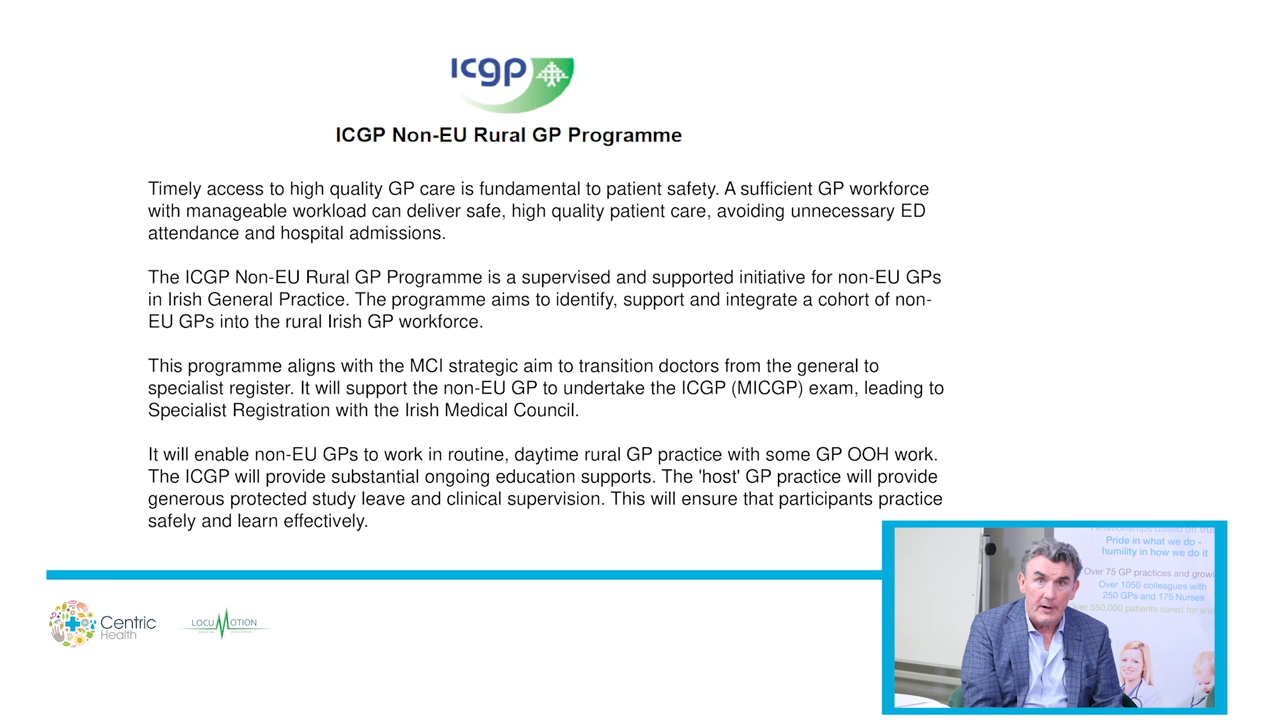 ICGP
ICGP Non-EU Rural GP Programme
Timely access to high quality GP care is fundamental to patient safety. A sufficient GP workforce
with manageable workload can deliver safe, high quality patient care, avoiding unnecessary ED
attendance and hospital admissions.
The ICGP Non-EU Rural GP Programme is a supervised and supported initiative for non-EU GPs
in Irish General Practice. The programme aims to identify, support and integrate a cohort of non-
EU GPs into the rural Irish GP workforce.
This programme aligns with the MCI strategic aim to transition doctors from the general to
specialist register. It will support the non-EU GP to undertake the ICGP (MICGP) exam, leading to
Specialist Registration with the Irish Medical Council.
It will enable non-EU GPs to work in routine, daytime rural GP practice with some GP OOH work.
The ICGP will provide substantial ongoing education supports. The 'host' GP practice will provide
generous protected study leave and clinical supervision. This will ensure that participants practice
safely and learn effectively.
Relationships based on
Pride in what we do -
humility in how we do it
Over 75 GP practices and
Over 1050 colleagues with
250 GPs and 175 Nurses
550,000 patients cared for
Centric
Health
LOCUMOTION